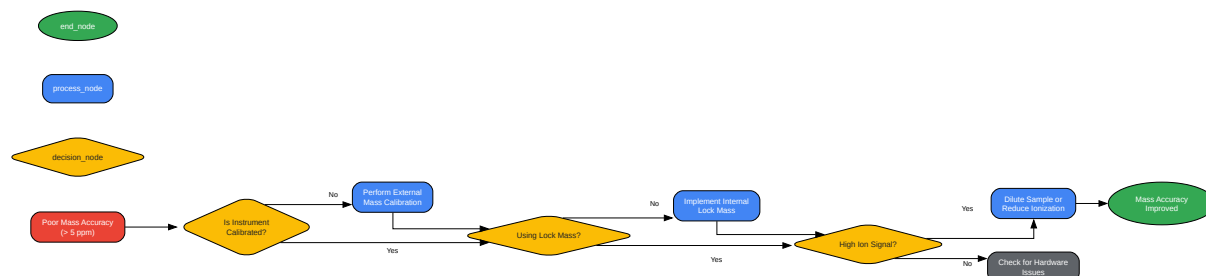 end_node
process_node
decision_node
Poor Mass Accuracy
(> 5 ppm)
Is Instrument
Calibrated?
No
Yes
Perform External
Mass Calibration
Using Lock Mass?
No
Yes
Implement Internal
Lock Mass
High Ion Signal?
Yes
No
Dilute Sample or
Reduce Ionization
Check for Hardware
Issues
Mass Accuracy
Improved